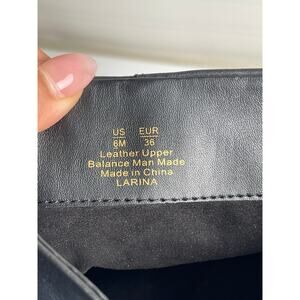 US EUR
6M 36
Leather Upper
Balance Man Made
Made in China
LARINA